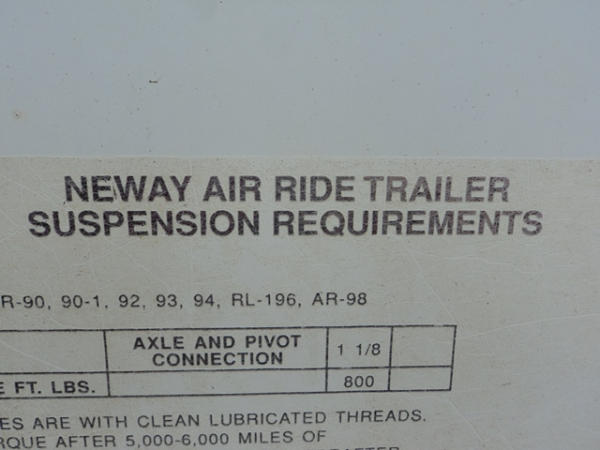 NEWAY AIR RIDE TRAILER
SUSPENSION REQUIREMENTS
R-90, 90-1, 92, 93, 94, RL-196, AR-98
AXLE AND PIVOT
CONNECTION
1 1/8
E FT. LBS.
800
ES ARE WITH CLEAN LUBRICATED THREADS.
RQUE AFTER 5,000-6,000 MILES OF